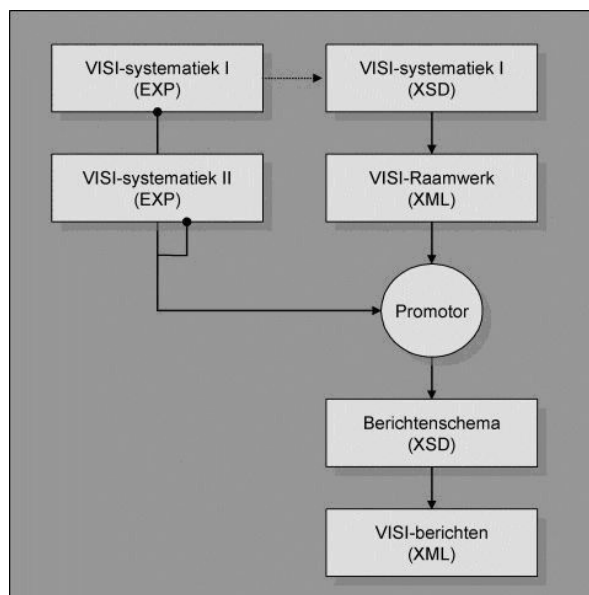 VISI-systematiek I
(EXP)
VISI-systematiek I
(XSD)
VISI-systematiek II
(EXP)
VISI-Raamwerk
(XML)
Promotor
Berichtenschema
(XSD)
VISI-berichten
(XML)